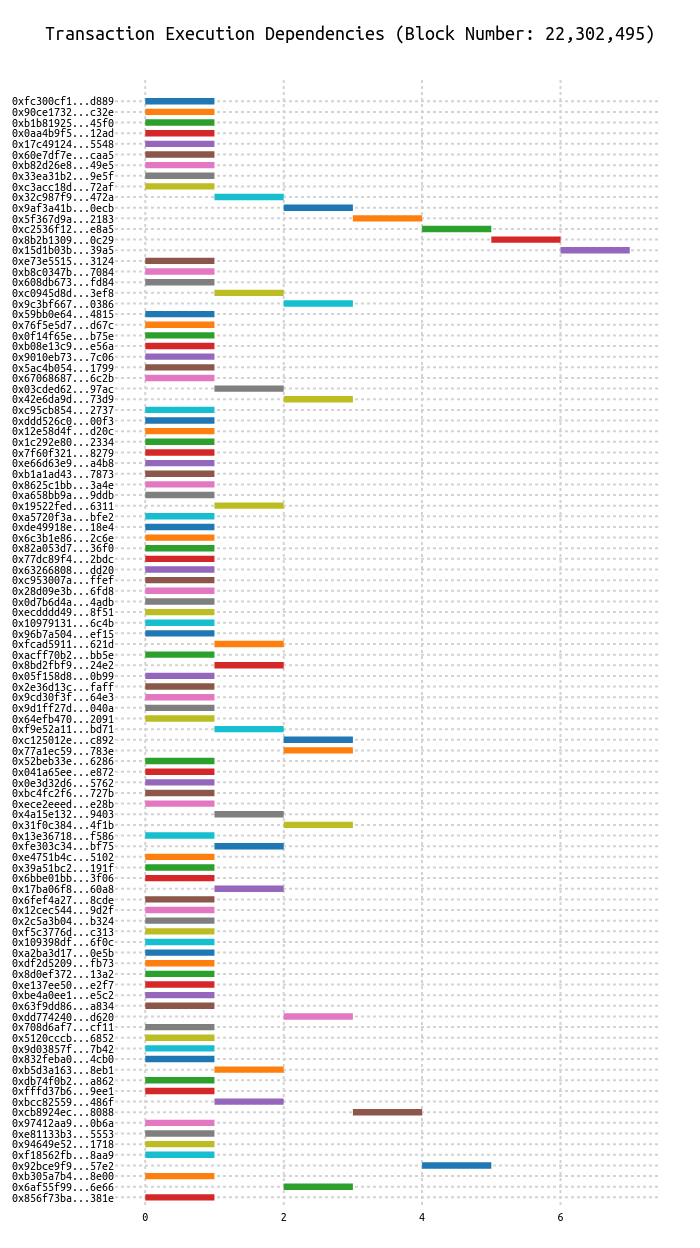 Transaction Execution Dependencies (Block Number: 22,302,495)
0xfc300cf1...d889
0x90ce1732...c32e
0xb1b81925...45f0
0x0aa4b9f5...12ad
0x17c49124...5548
0x60e7df7e...caa5
0xb82d26e8...49e5
0x33ea31b2...9e5f
0xc3acc18d...72af
0x32c987f9...472a
0x9af3a41b...0ecb
0x5f367d9a...2183
0xc2536f12...e8a5
0x8b2b1309...0c29
0x15d1b03b...39a5
0xe73e5515...3124
0xb8c0347b...7084
0x608db673...fd84
0xc0945d8d...3ef8
0x9c3bf667...0386
0x59bb0e64...4815
0x76f5e5d7...d67c
0x0f14f65e...b75e
0xb08e13c9...e56a
0x9010eb73...7c06
0x5ac4b054...1799
0x67068687...6c2b
0x03cded62...97ac
0x42e6da9d...73d9
0xc95cb854...2737
0xddd526c0...00f3
0x12e58d4f...d20c
0x1c292e80...2334
0x7f60f321...8279
0xe66d63e9...a4b8
0xb1a1ad43...7873
0x8625c1bb...3a4e
0xa658bb9a...9ddb
0x19522fed...6311
0xa5720f3a...bfe2
0xde49918e...18e4
0x6c3b1e86...2c6e
0x82a053d7...36f0
0x77dc89f4...2bdc
0x63266808...dd20
0xc953007a...ffef
0x28d09e3b...6fd8
0x0d7b6d4a...4adb
0xecdddd49...8f51
0x10979131...6c4b
0x96b7a504...ef15
0xfcad5911...621d
0xacff70b2...bb5e
0x8bd2fbf9...24e2
0x05f158d8...0b99
0x2e36d13c...faff
0x9cd30f3f...64e3
0x9d1ff27d...040a
0x64efb470...2091
0xf9e52a11...bd71
0xc125012e...c892
0x77a1ec59...783e
0x52beb33e...6286
0x041a65ee...e872
0x0e3d32d6...5762
0xbc4fc2f6...727b
0xece2eeed...e28b
0x4a15e132...9403
0x31f0c384...4f1b
0x13e36718...f586
0xfe303c34...bf75
0xe4751b4c...5102
0x39a51bc2...191f
0x6bbe01bb...3f06
0x17ba06f8...60a8
0x6fef4a27...8cde
0x12cec544...9d2f
0x2c5a3b04...b324
0xf5c3776d...c313
0x109398df...6f0c
0xa2ba3d17...0e5b
0xdf2d5209...fb73
0x8d0ef372...13a2
0xe137ee50...e2f7
0xbe4a0ee1...e5c2
0x63f9dd86...a834
0xdd774240...d620
0x708d6af7...cf11
0x5120cccb...6852
0x9d03857f...7b42
0x832feba0...4cb0
0xb5d3a163...8eb1
0xdb74f0b2...a862
0xfffd37b6...9ee1
0xbcc82559...486f
0xcb8924ec...8088
0x97412aa9...0b6a
0xe81133b3...5553
0x94649e52...1718
0xf18562fb...8aa9
0x92bce9f9...57e2
0xb305a7b4...8e00
0x6af55f99...6e66
0x856f73ba...381e
0 2 4 6